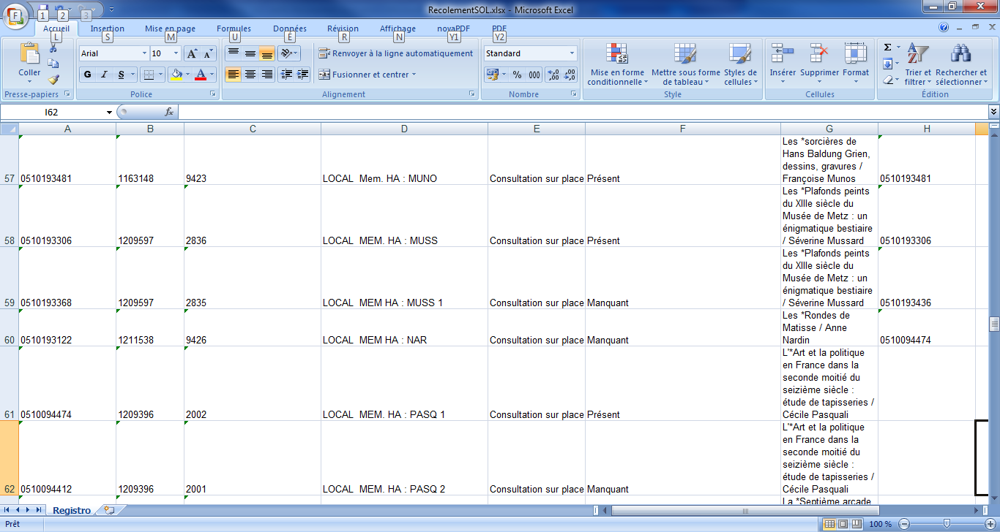 RecolementSOL.xlsx - Microsoft Excel
F 1 2 3
Accueil Insertion Mise en page Formules Données Révision Affichage novaPDF PDF
L S M U É R N Y1 Y2
Coller
Presse-papiers
Arial 10
G I S
Police
Renvoyer à la ligne automatiquement
Fusionner et centrer
Alignement
Standard
% 000 ,00 ,00
Nombre
Mise en forme conditionnelle Mettre sous forme de tableau Styles de cellules
Style
Insérer Supprimer Format
Cellules
Σ
Trier et filtrer Rechercher et sélectionner
Édition
I62 fx
A B C D E F G H
57 0510193481 1163148 9423 LOCAL Mem. HA : MUNO Consultation sur place Présent
Les *sorcières de
Hans Baldung Grien,
dessins, gravures /
Françoise Munos
0510193481
58 0510193306 1209597 2836 LOCAL MEM. HA : MUSS Consultation sur place Présent
Les *Plafonds peints
du XIIIe siècle du
Musée de Metz : un
énigmatique bestiaire
/ Séverine Mussard
0510193306
59 0510193368 1209597 2835 LOCAL MEM HA : MUSS 1 Consultation sur place Manquant
Les *Plafonds peints
du XIIIe siècle du
Musée de Metz : un
énigmatique bestiaire
/ Séverine Mussard
0510193436
60 0510193122 1211538 9426 LOCAL MEM HA : NAR Consultation sur place Manquant
Les *Rondes de
Matisse / Anne
Nardin
0510094474
61 0510094474 1209396 2002 LOCAL MEM. HA : PASQ 1 Consultation sur place Présent
L'*Art et la politique
en France dans la
seconde moitié du
seizième siècle :
étude de tapisseries /
Cécile Pasquali
62 0510094412 1209396 2001 LOCAL MEM. HA : PASQ 2 Consultation sur place Manquant
L'*Art et la politique
en France dans la
seconde moitié du
seizième siècle :
étude de tapisseries /
Cécile Pasquali
La *Septième arcade
Registro
Prêt 100 %